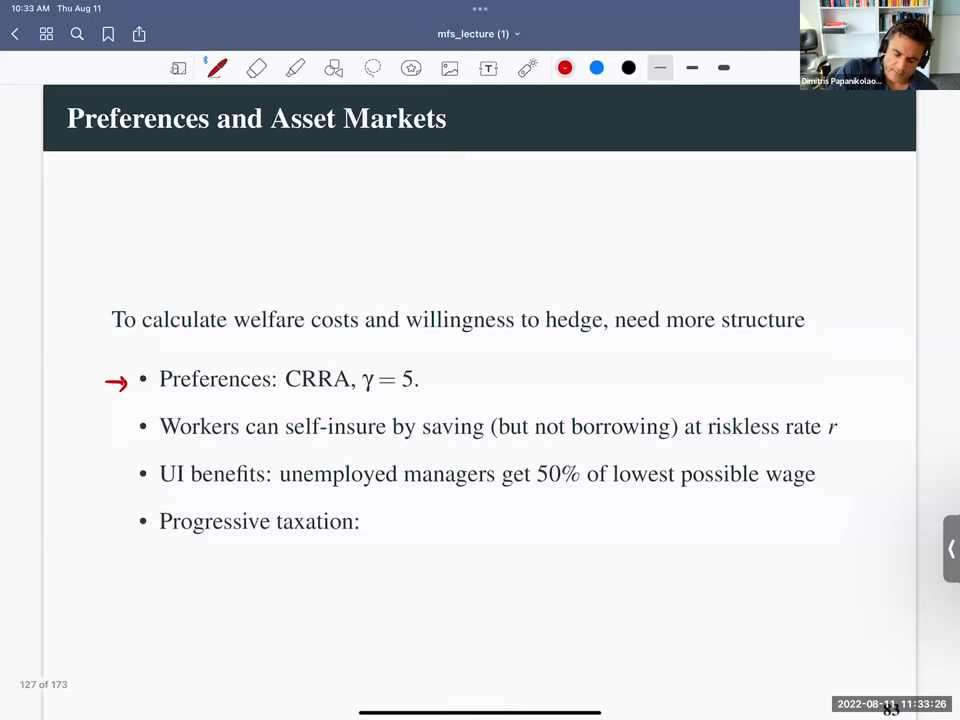 10:33 AM Thu Aug 11
mfs_lecture (1)
Dimitris Papanikolao...
Preferences and Asset Markets
To calculate welfare costs and willingness to hedge, need more structure
• Preferences: CRRA, γ = 5.
• Workers can self-insure by saving (but not borrowing) at riskless rate r
• UI benefits: unemployed managers get 50% of lowest possible wage
• Progressive taxation:
127 of 173
2022-08-11 11:33:26
83